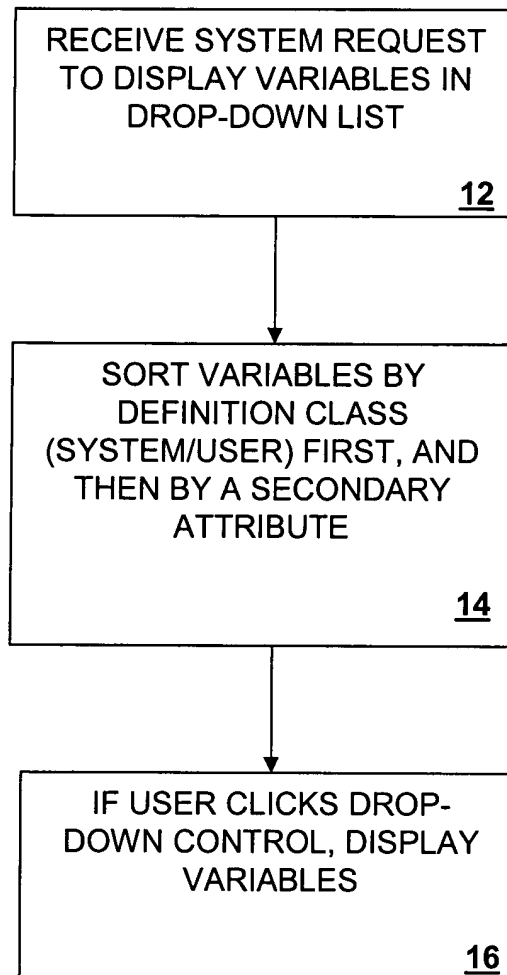 RECEIVE SYSTEM REQUEST
TO DISPLAY VARIABLES IN
DROP-DOWN LIST
12
SORT VARIABLES BY
DEFINITION CLASS
(SYSTEM/USER) FIRST, AND
THEN BY A SECONDARY
ATTRIBUTE
14
IF USER CLICKS DROP-
DOWN CONTROL, DISPLAY
VARIABLES
16